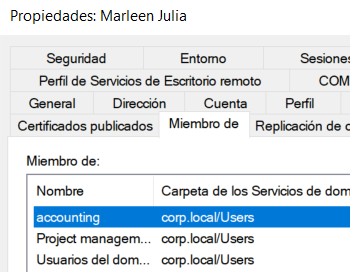 Propiedades: Marleen Julia
Seguridad Entorno Sesiones
Perfil de Servicios de Escritorio remoto COM
General Dirección Cuenta Perfil
Certificados publicados Miembro de Replicación de c
Miembro de:
Nombre Carpeta de los Servicios de dom
accounting corp.local/Users
Project managem... corp.local/Users
Usuarios del dom... corp.local/Users